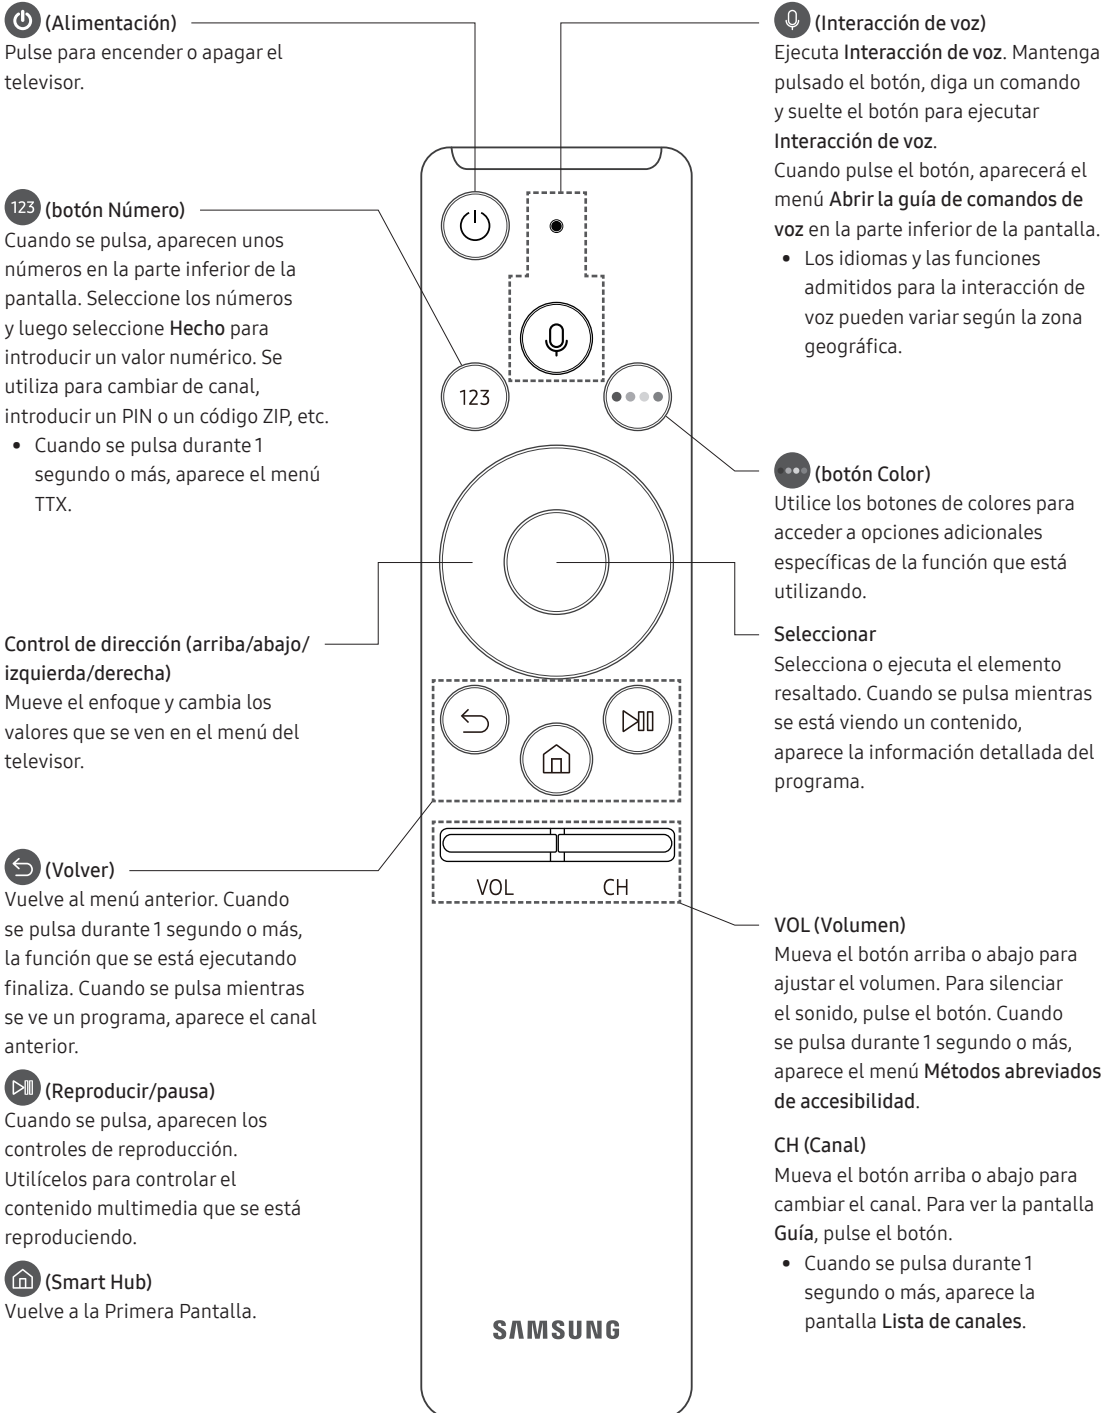 (Alimentación)
Pulse para encender o apagar el
televisor.
123 (botón Número)
Cuando se pulsa, aparecen unos
números en la parte inferior de la
pantalla. Seleccione los números
y luego seleccione Hecho para
introducir un valor numérico. Se
utiliza para cambiar de canal,
introducir un PIN o un código ZIP, etc.
• Cuando se pulsa durante 1
segundo o más, aparece el menú
TTX.
Control de dirección (arriba/abajo/
izquierda/derecha)
Mueve el enfoque y cambia los
valores que se ven en el menú del
televisor.
(Volver)
Vuelve al menú anterior. Cuando
se pulsa durante 1 segundo o más,
la función que se está ejecutando
finaliza. Cuando se pulsa mientras
se ve un programa, aparece el canal
anterior.
(Reproducir/pausa)
Cuando se pulsa, aparecen los
controles de reproducción.
Utilícelos para controlar el
contenido multimedia que se está
reproduciendo.
(Smart Hub)
Vuelve a la Primera Pantalla.
123
VOL CH
SAMSUNG
(Interacción de voz)
Ejecuta Interacción de voz. Mantenga
pulsado el botón, diga un comando
y suelte el botón para ejecutar
Interacción de voz.
Cuando pulse el botón, aparecerá el
menú Abrir la guía de comandos de
voz en la parte inferior de la pantalla.
• Los idiomas y las funciones
admitidos para la interacción de
voz pueden variar según la zona
geográfica.
(botón Color)
Utilice los botones de colores para
acceder a opciones adicionales
específicas de la función que está
utilizando.
Seleccionar
Selecciona o ejecuta el elemento
resaltado. Cuando se pulsa mientras
se está viendo un contenido,
aparece la información detallada del
programa.
VOL (Volumen)
Mueva el botón arriba o abajo para
ajustar el volumen. Para silenciar
el sonido, pulse el botón. Cuando
se pulsa durante 1 segundo o más,
aparece el menú Métodos abreviados
de accesibilidad.
CH (Canal)
Mueva el botón arriba o abajo para
cambiar el canal. Para ver la pantalla
Guía, pulse el botón.
• Cuando se pulsa durante 1
segundo o más, aparece la
pantalla Lista de canales.